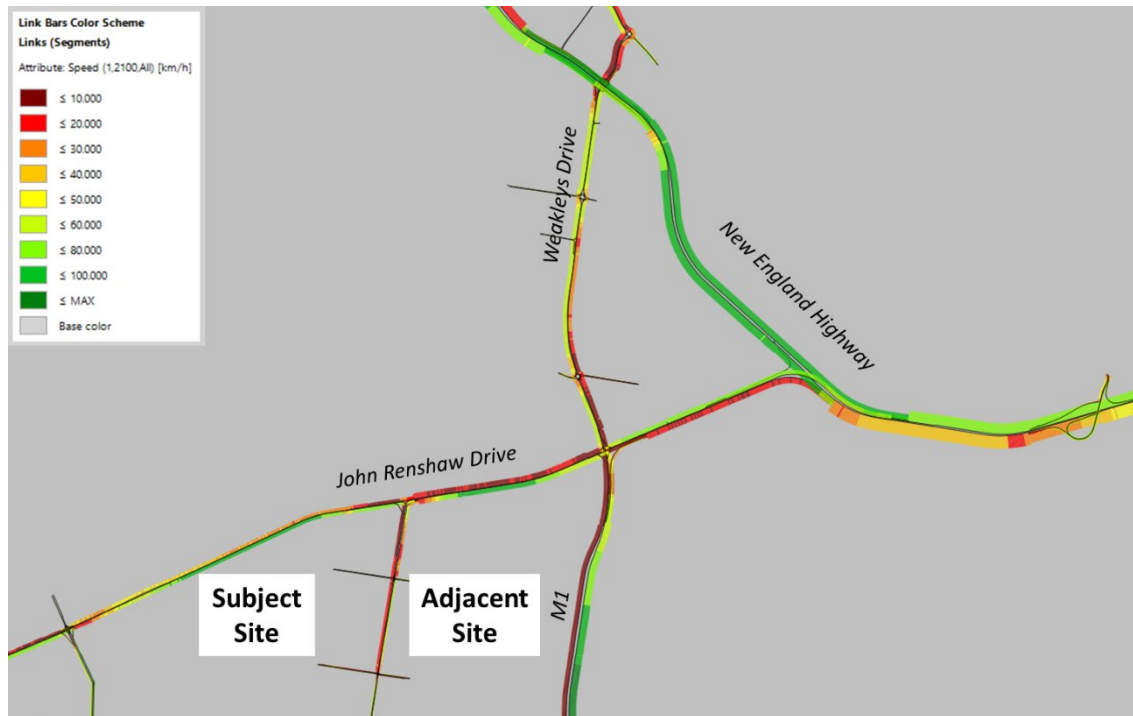 Link Bars Color Scheme
Links (Segments)
Attribute: Speed (1,2100,All) [km/h]
≤ 10.000
≤ 20.000
≤ 30.000
≤ 40.000
≤ 50.000
≤ 60.000
≤ 80.000
≤ 100.000
≤ MAX
Base color
Weakleys Drive
New England Highway
John Renshaw Drive
Subject
Site
Adjacent
Site
M1